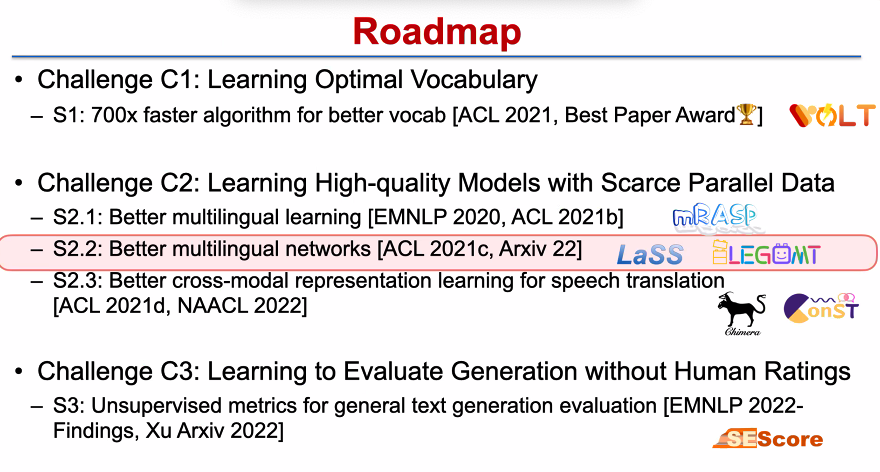 Roadmap
• Challenge C1: Learning Optimal Vocabulary
– S1: 700x faster algorithm for better vocab [ACL 2021, Best Paper Award🏆]
VOLT
• Challenge C2: Learning High-quality Models with Scarce Parallel Data
– S2.1: Better multilingual learning [EMNLP 2020, ACL 2021b]
mRASP
– S2.2: Better multilingual networks [ACL 2021c, Arxiv 22]
LaSS
LEGOMT
– S2.3: Better cross-modal representation learning for speech translation
[ACL 2021d, NAACL 2022]
Chimera
ConST
• Challenge C3: Learning to Evaluate Generation without Human Ratings
– S3: Unsupervised metrics for general text generation evaluation [EMNLP 2022-
Findings, Xu Arxiv 2022]
SEScore